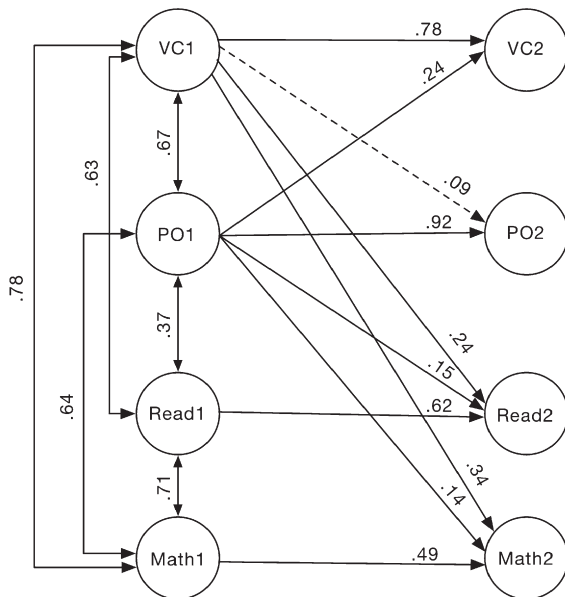 VC1
.78
VC2
.24
.67
.63
.09
PO1
.92
PO2
.78
.37
.24
.15
.64
Read1
.62
Read2
.71
.34
.14
Math1
.49
Math2